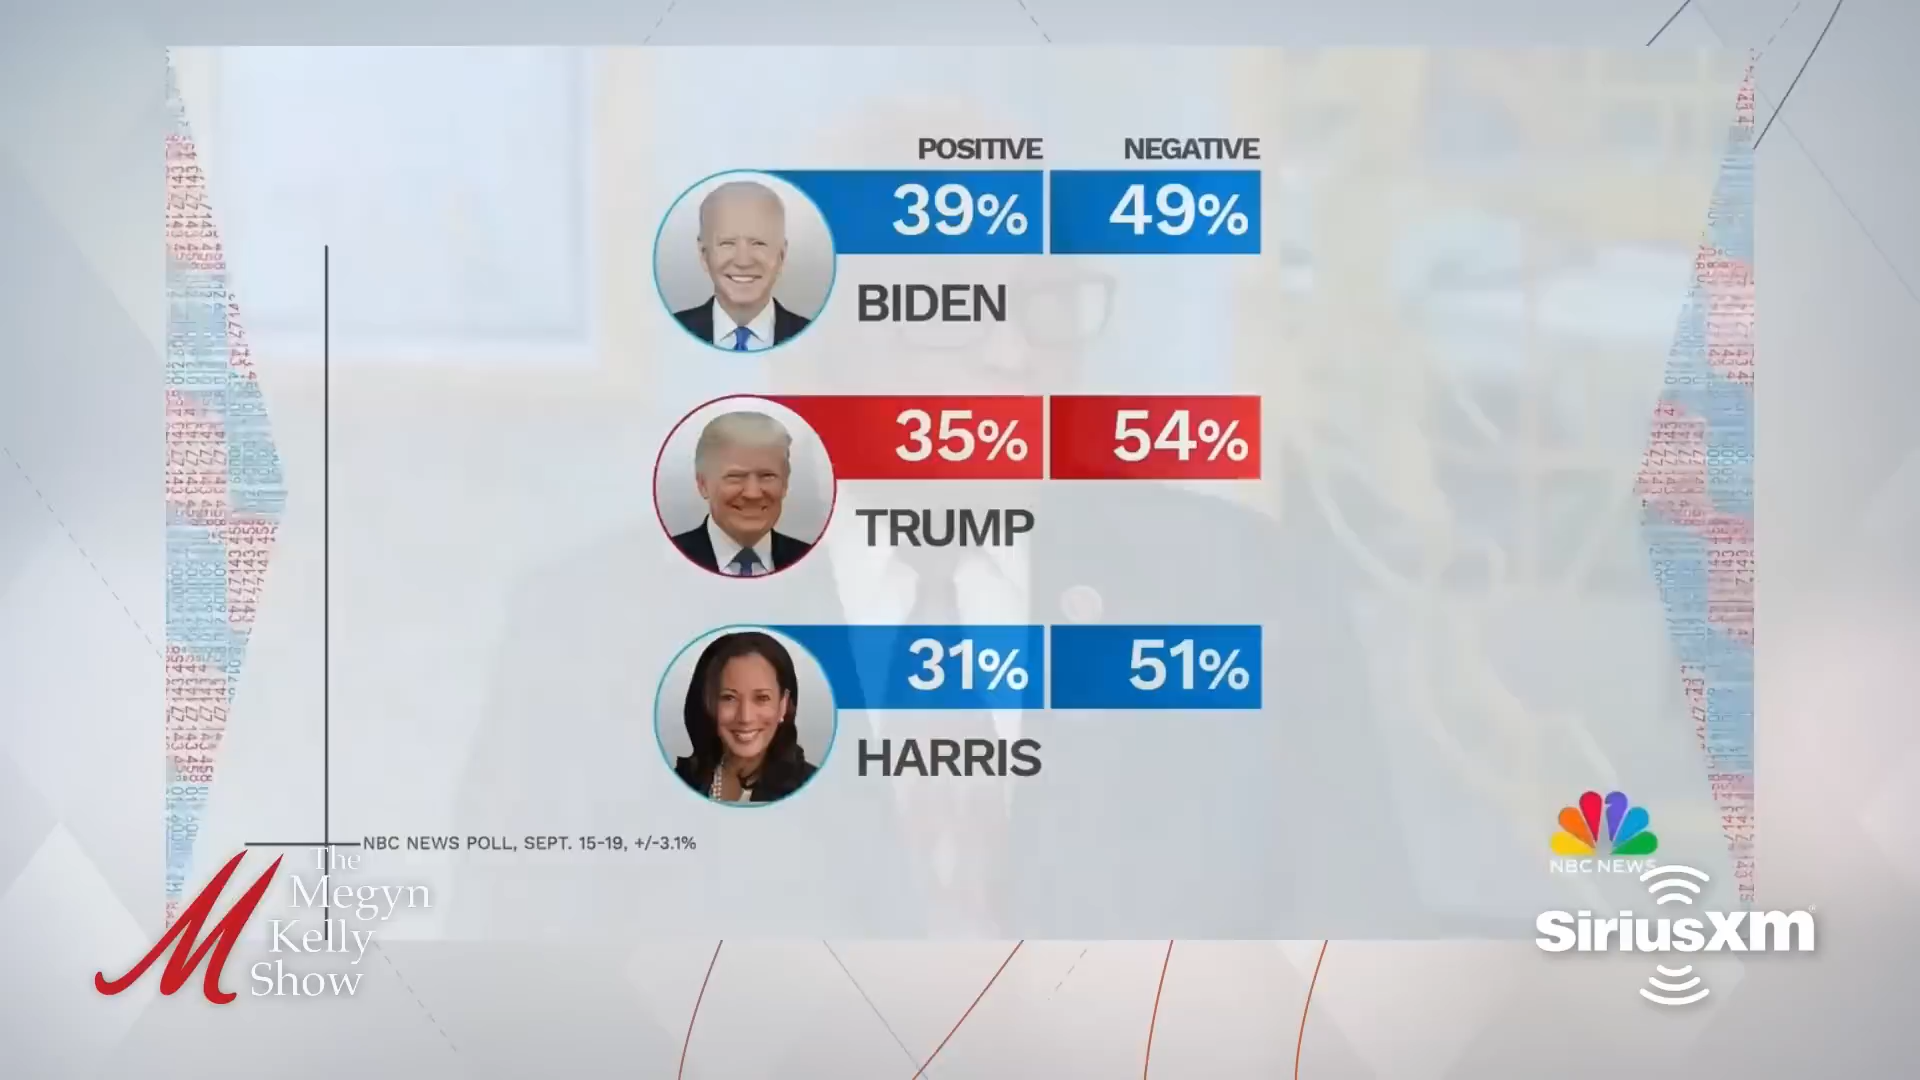 POSITIVE NEGATIVE
39% 49%
BIDEN
35% 54%
TRUMP
31% 51%
HARRIS
NBC NEWS POLL, SEPT. 15-19, +/-3.1%
NBC NEWS
The
Megyn
Kelly
Show
SiriusXm